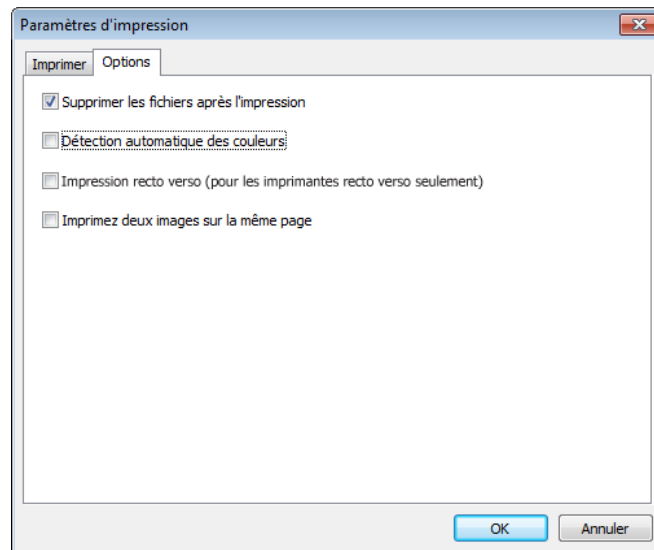 Paramètres d'impression
Imprimer Options
Supprimer les fichiers après l'impression
Détection automatique des couleurs
Impression recto verso (pour les imprimantes recto verso seulement)
Imprimez deux images sur la même page
OK Annuler